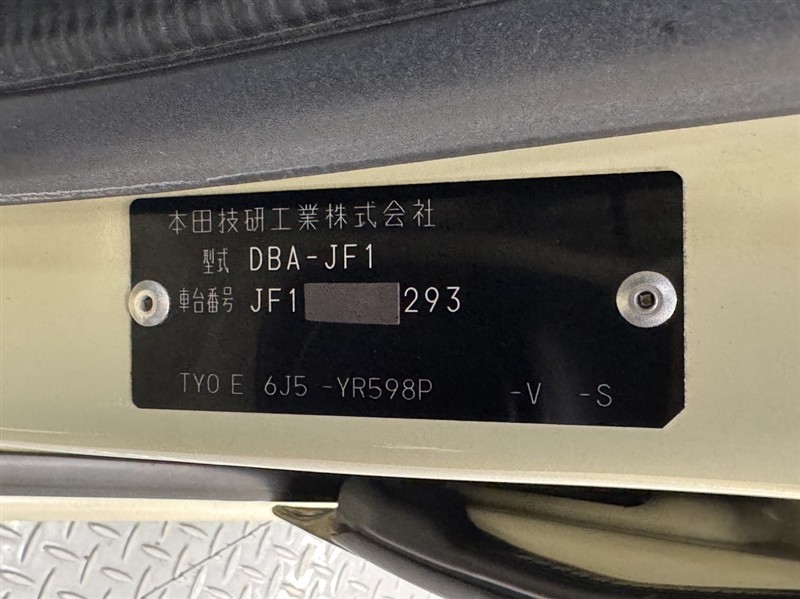 本田技研工業株式会社
型式 DBA-JF1
車台番号 JF1 293
TYO E 6J5 -YR598P -V -S